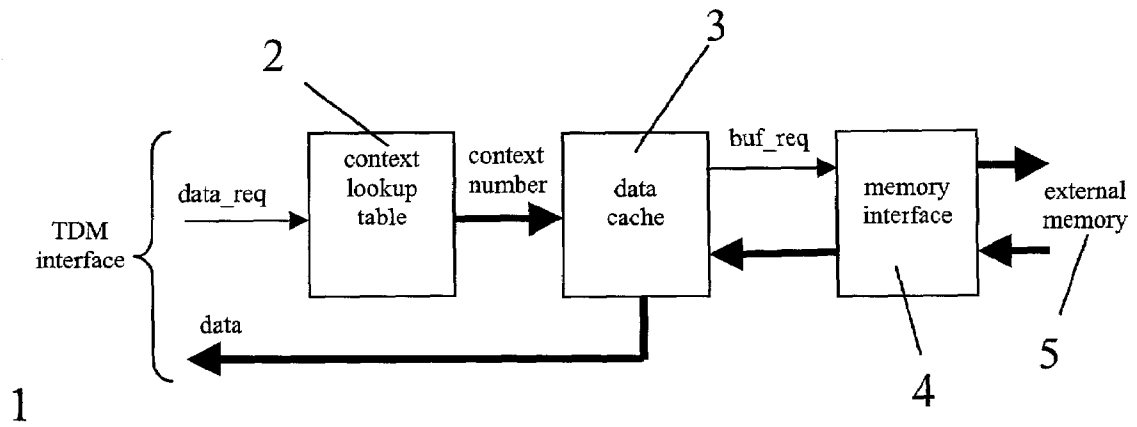 3
2
buf_req
context
lookup
table
context
number
data
cache
memory
interface
external
memory
data_req
TDM
interface
data
5
4
1